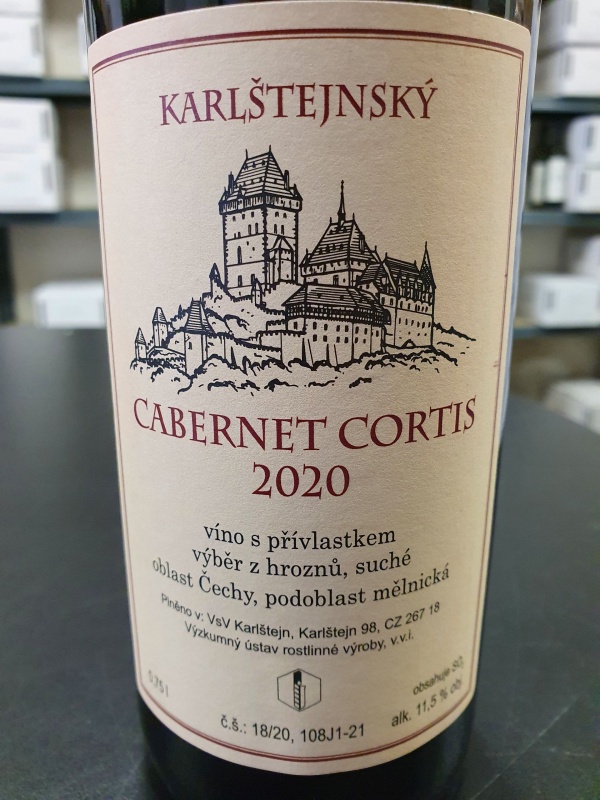 KARLŠTEJNSKÝ
CABERNET CORTIS
2020
víno s přívlastkem
výběr z hroznů, suché
oblast Čechy, podoblast mělnická
Plněno v: VsV Karlštejn, Karlštejn 98, CZ 267 18
Výzkumný ústav rostlinné výroby, v.v.i.
0,75 l
obsahuje SO₂
č.š.: 18/20, 108J1-21
alk. 11,5 % obj.